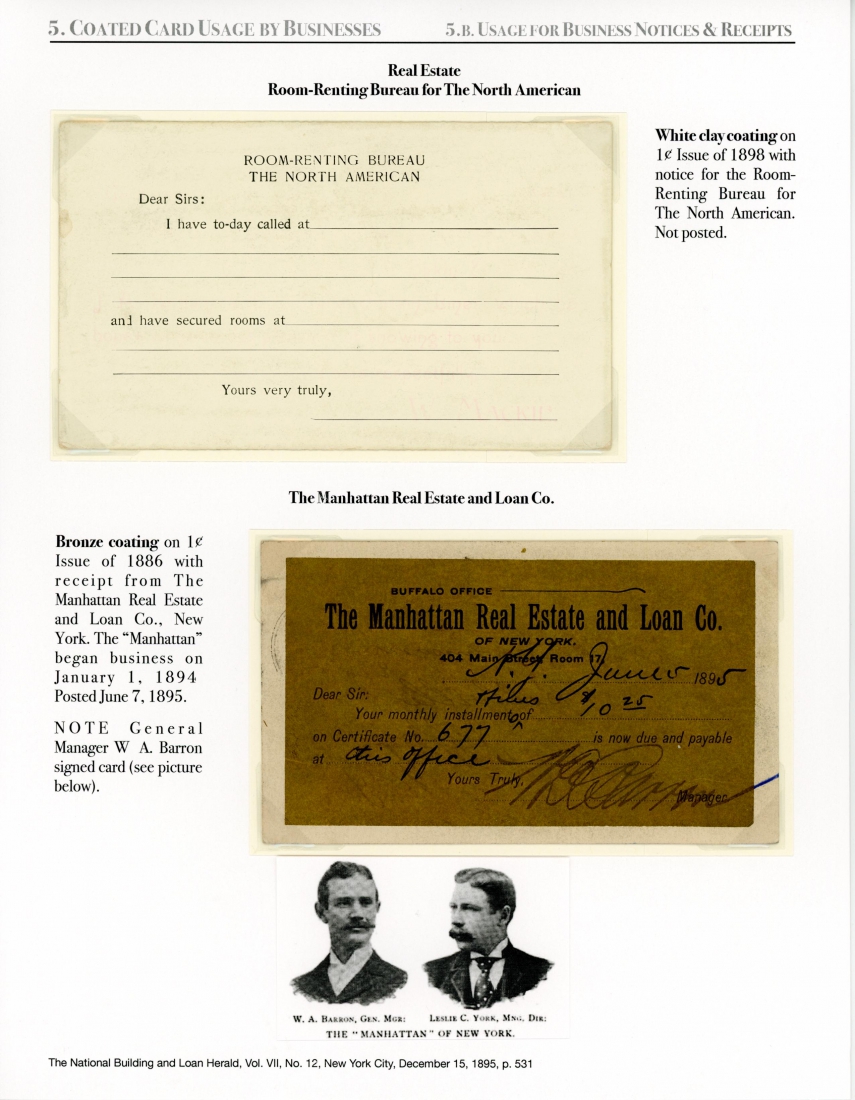 5. COATED CARD USAGE BY BUSINESSES 5.B. USAGE FOR BUSINESS NOTICES & RECEIPTS
Real Estate
Room-Renting Bureau for The North American
ROOM-RENTING BUREAU
THE NORTH AMERICAN
Dear Sirs:
I have to-day called at
and have secured rooms at
Yours very truly,
White clay coating on
1¢ Issue of 1898 with
notice for the Room-
Renting Bureau for
The North American.
Not posted.
The Manhattan Real Estate and Loan Co.
Bronze coating on 1¢
Issue of 1886 with
receipt from The
Manhattan Real Estate
and Loan Co., New
York. The “Manhattan”
began business on
January 1, 1894
Posted June 7, 1895.
NOTE General
Manager W A. Barron
signed card (see picture
below).
BUFFALO OFFICE
The Manhattan Real Estate and Loan Co.
OF NEW YORK.
404 Main Street, Room 17
1895
Dear Sir:
$10 25
Your monthly installment of
on Certificate No. 677 is now due and payable
at this office
Yours Truly,
Manager
W. A. BARRON, GEN. MGR: LESLIE C. YORK, MNG. DIR:
THE "MANHATTAN" OF NEW YORK.
The National Building and Loan Herald, Vol. VII, No. 12, New York City, December 15, 1895, p. 531